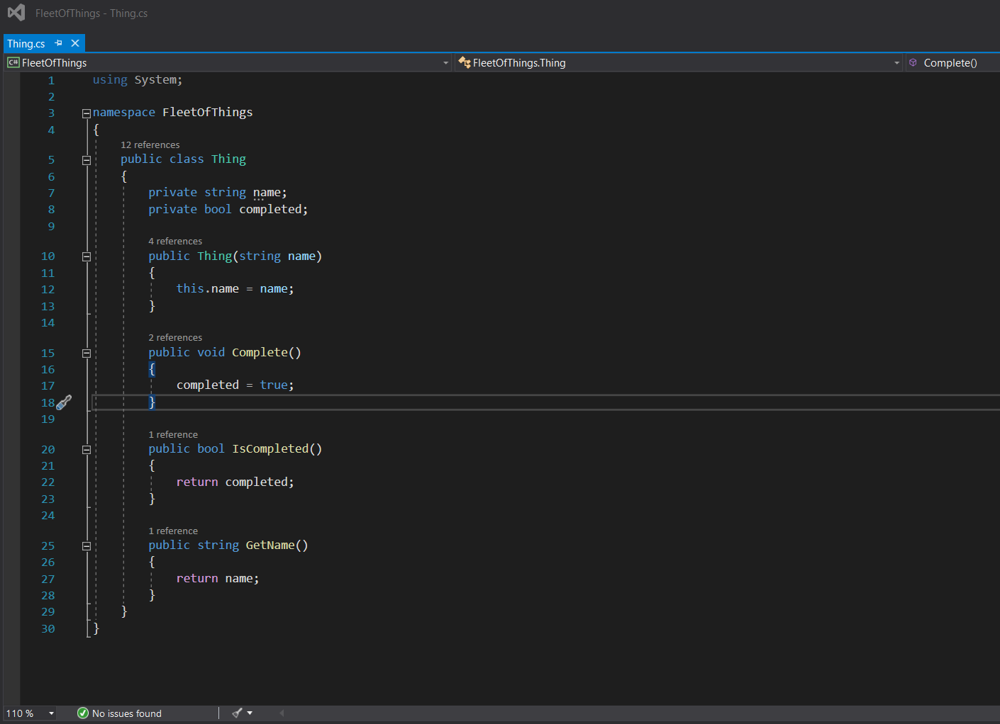 FleetOfThings - Thing.cs
Thing.cs
C# FleetOfThings FleetOfThings.Thing Complete()
1 using System;
2
3 namespace FleetOfThings
4 {
12 references
5 public class Thing
6 {
7 private string name;
8 private bool completed;
9
4 references
10 public Thing(string name)
11 {
12 this.name = name;
13 }
14
2 references
15 public void Complete()
16 {
17 completed = true;
18 }
19
1 reference
20 public bool IsCompleted()
21 {
22 return completed;
23 }
24
1 reference
25 public string GetName()
26 {
27 return name;
28 }
29 }
30 }
110 % No issues found